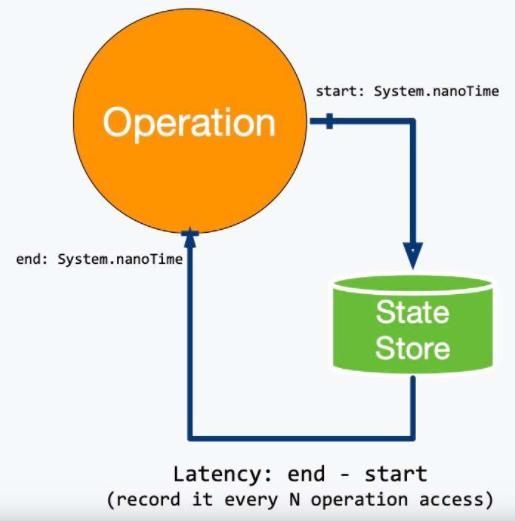 Operation
start: System.nanoTime
end: System.nanoTime
State
Store
Latency: end - start
(record it every N operation access)